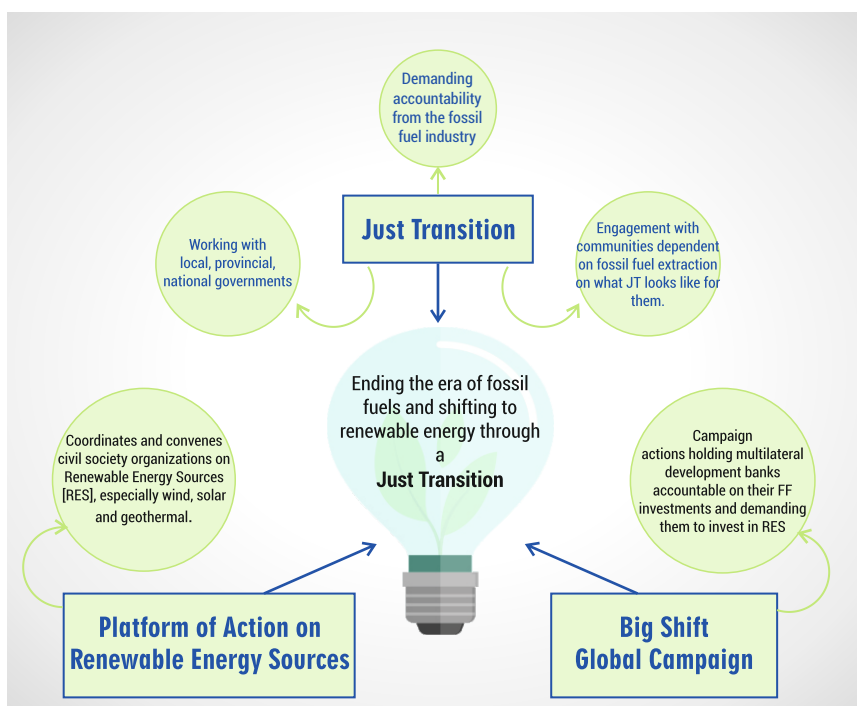 Demanding
accountability
from the fossil
fuel industry
Just Transition
Working with
local, provincial,
national governments
Engagement with
communities dependent
on fossil fuel extraction
on what JT looks like for
them.
Ending the era of fossil
fuels and shifting to
renewable energy through
a
Just Transition
Coordinates and convenes
civil society organizations on
Renewable Energy Sources
[RES], especially wind, solar
and geothermal.
Campaign
actions holding multilateral
development banks
accountable on their FF
investments and demanding
them to invest in RES
Platform of Action on
Renewable Energy Sources
Big Shift
Global Campaign